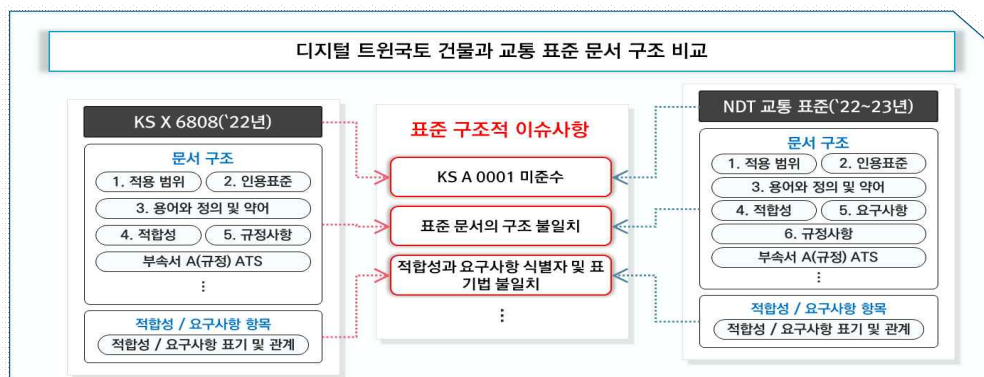 디지털 트윈국토 건물과 교통 표준 문서 구조 비교
KS X 6808(‘22년)
문서 구조
1. 적용 범위
2. 인용표준
3. 용어와 정의 및 약어
4. 적합성
5. 규정사항
부속서 A(규정) ATS
⋮
적합성 / 요구사항 항목
적합성 / 요구사항 표기 및 관계
표준 구조적 이슈사항
KS A 0001 미준수
표준 문서의 구조 불일치
적합성과 요구사항 식별자 및 표
기법 불일치
⋮
NDT 교통 표준(‘22~23년)
문서 구조
1. 적용 범위
2. 인용표준
3. 용어와 정의 및 약어
4. 적합성
5. 요구사항
6. 규정사항
부속서 A(규정) ATS
⋮
적합성 / 요구사항 항목
적합성 / 요구사항 표기 및 관계